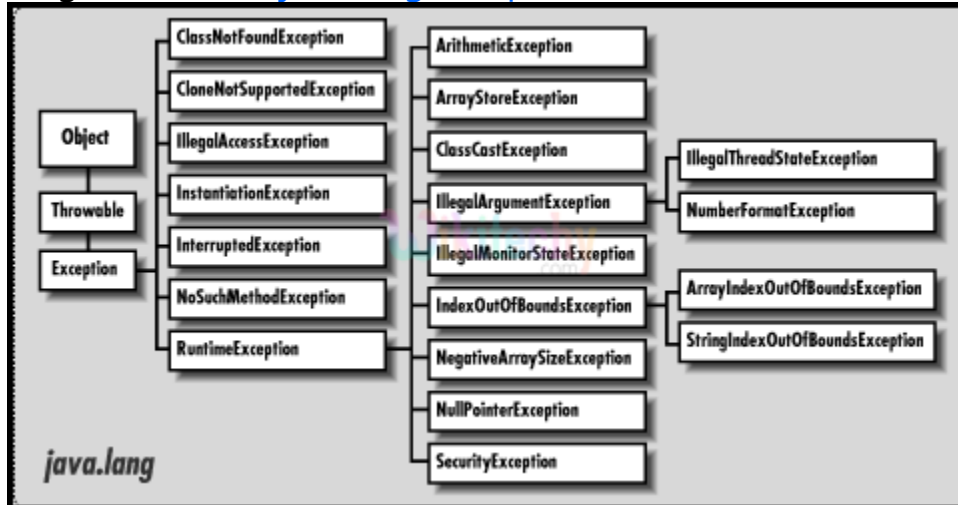 Object
Throwable
Exception
ClassNotFoundException
CloneNotSupportedException
IllegalAccessException
InstantiationException
InterruptedException
NoSuchMethodException
RuntimeException
ArithmeticException
ArrayStoreException
ClassCastException
IllegalArgumentException
IllegalMonitorStateException
IndexOutOfBoundsException
NegativeArraySizeException
NullPointerException
SecurityException
IllegalThreadStateException
NumberFormatException
ArrayIndexOutOfBoundsException
StringIndexOutOfBoundsException
.com
java.lang